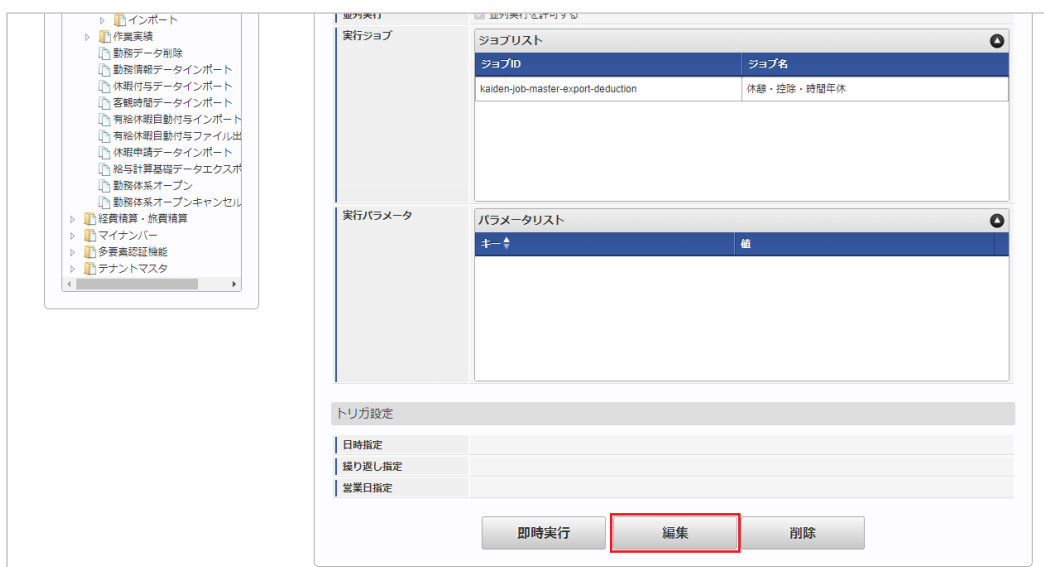 インポート
作業実績
勤務データ削除
勤務情報データインポート
休暇付与データインポート
客観時間データインポート
有給休暇自動付与インポート
有給休暇自動付与ファイル出
休暇申請データインポート
給与計算基礎データエクスポ
勤務体系オープン
勤務体系オープンキャンセル
経費精算・旅費精算
マイナンバー
多要素認証機能
テナントマスタ
並列実行 並列実行を許可する
実行ジョブ
ジョブリスト
ジョブID ジョブ名
kaiden-job-master-export-deduction 休憩・控除・時間年休
実行パラメータ
パラメータリスト
キー 値
トリガ設定
日時指定
繰り返し指定
営業日指定
即時実行 編集 削除